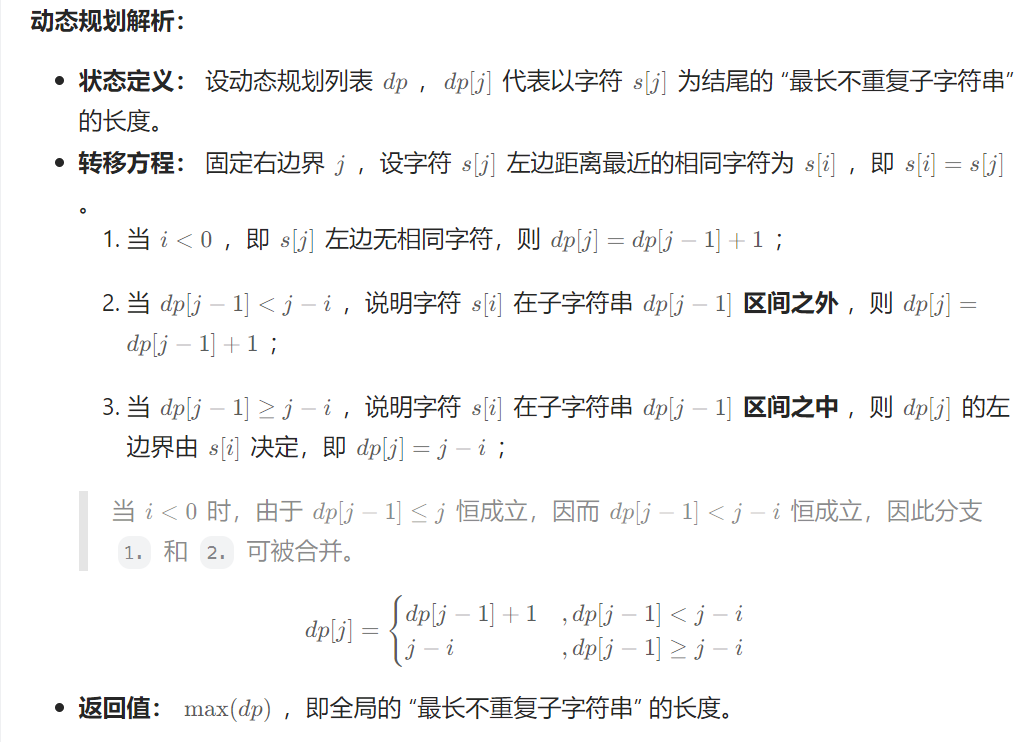 动态规划解析：
• 状态定义： 设动态规划列表 dp ，dp[j] 代表以字符 s[j] 为结尾的 “最长不重复子字符串”
的长度。
• 转移方程： 固定右边界 j ，设字符 s[j] 左边距离最近的相同字符为 s[i] ，即 s[i] = s[j]
。
1. 当 i < 0 ，即 s[j] 左边无相同字符，则 dp[j] = dp[j − 1] + 1 ；
2. 当 dp[j − 1] < j − i ，说明字符 s[i] 在子字符串 dp[j − 1] 区间之外 ，则 dp[j] =
dp[j − 1] + 1 ；
3. 当 dp[j − 1] ≥ j − i ，说明字符 s[i] 在子字符串 dp[j − 1] 区间之中 ，则 dp[j] 的左
边界由 s[i] 决定，即 dp[j] = j − i ；
当 i < 0 时，由于 dp[j − 1] ≤ j 恒成立，因而 dp[j − 1] < j − i 恒成立，因此分支
1. 和 2. 可被合并。
dp[j] = { dp[j − 1] + 1 , dp[j − 1] < j − i
j − i , dp[j − 1] ≥ j − i
• 返回值： max(dp) ，即全局的 “最长不重复子字符串” 的长度。